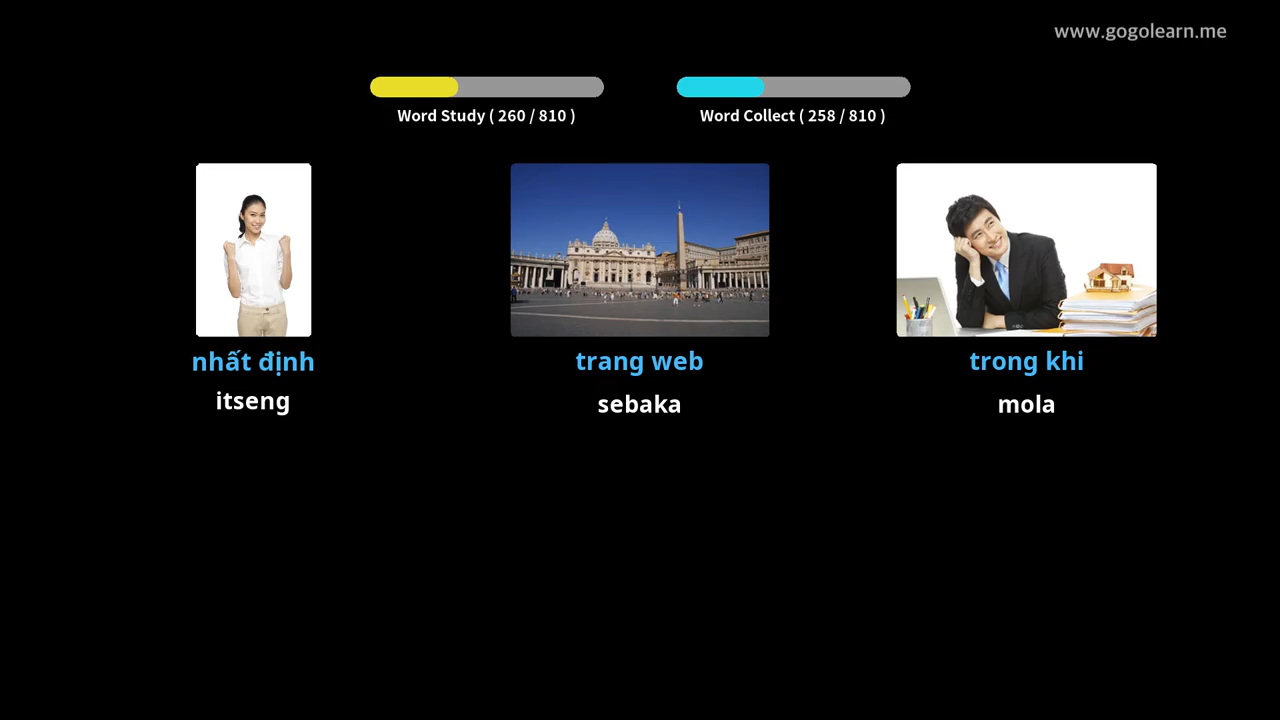 www.gogolearn.me
Word Study ( 260 / 810 )
Word Collect ( 258 / 810 )
nhất định
trang web
trong khi
itseng
sebaka
mola